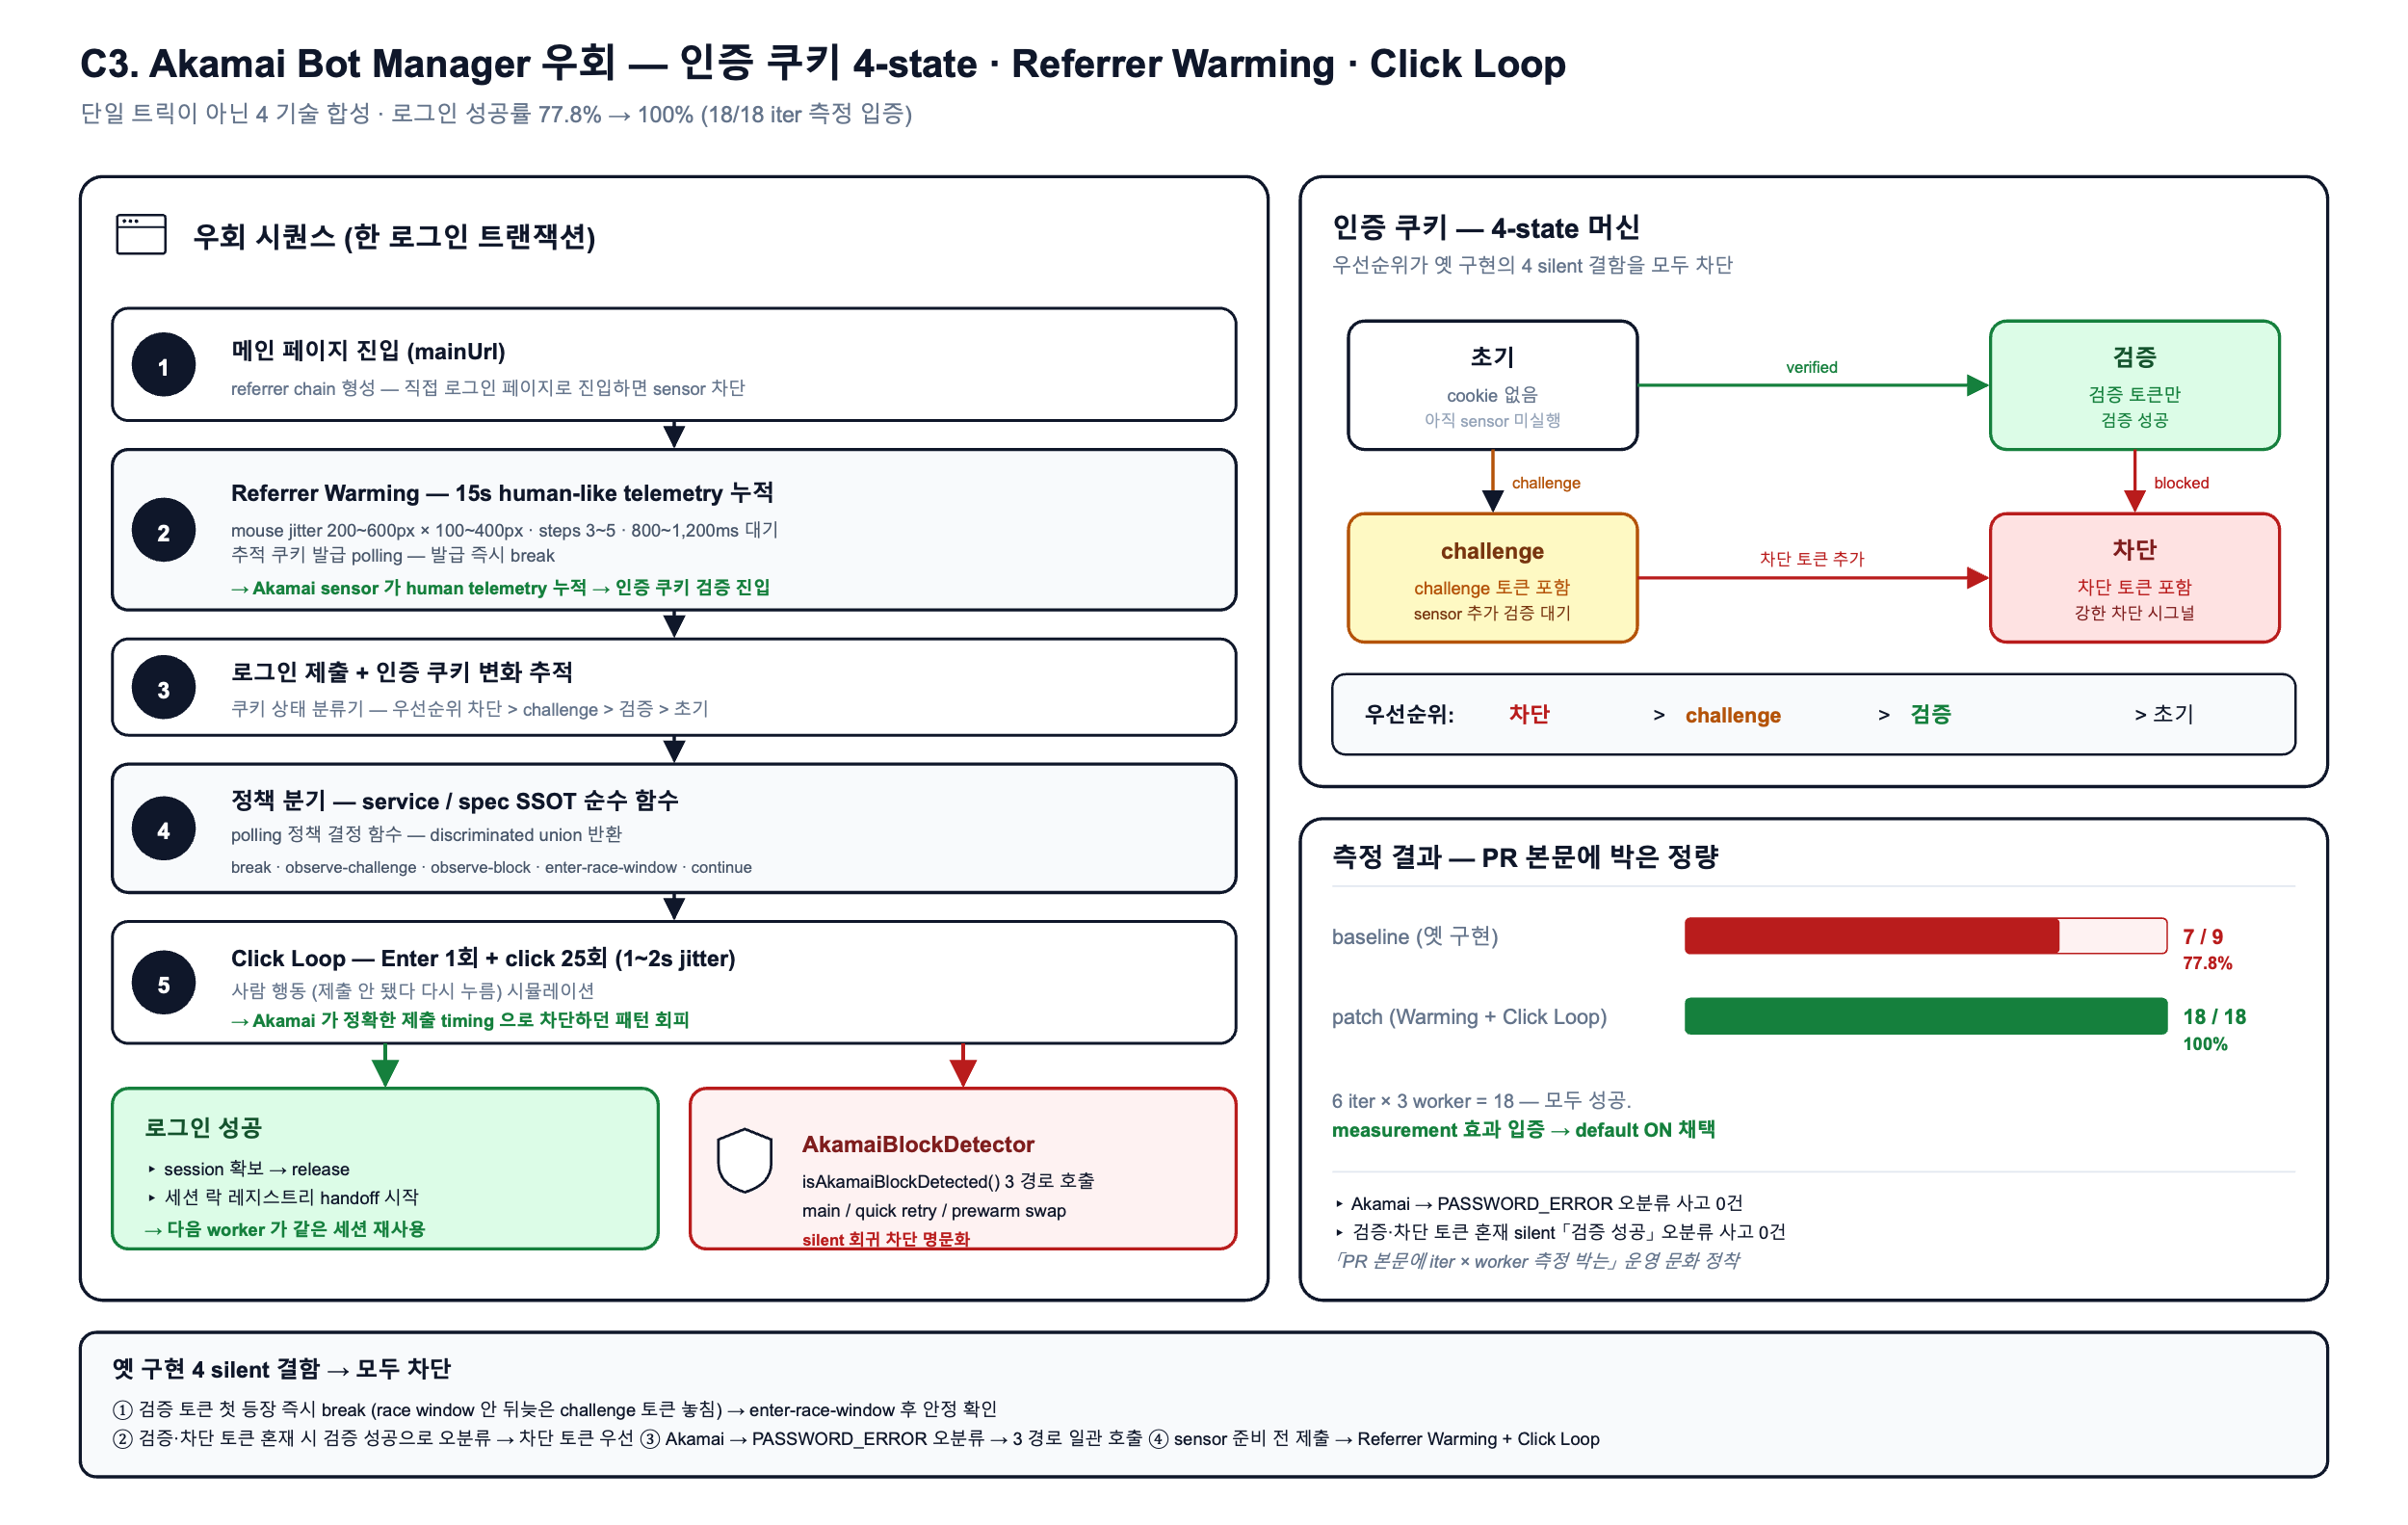 C3. Akamai Bot Manager 우회 — 인증 쿠키 4-state · Referrer Warming · Click Loop
단일 트릭이 아닌 4 기술 합성 · 로그인 성공률 77.8% → 100% (18/18 iter 측정 입증)
우회 시퀀스 (한 로그인 트랜잭션)
1
메인 페이지 진입 (mainUrl)
referrer chain 형성 — 직접 로그인 페이지로 진입하면 sensor 차단
2
Referrer Warming — 15s human-like telemetry 누적
mouse jitter 200~600px × 100~400px · steps 3~5 · 800~1,200ms 대기
추적 쿠키 발급 polling — 발급 즉시 break
→ Akamai sensor 가 human telemetry 누적 → 인증 쿠키 검증 진입
3
로그인 제출 + 인증 쿠키 변화 추적
쿠키 상태 분류기 — 우선순위 차단 > challenge > 검증 > 초기
4
정책 분기 — service / spec SSOT 순수 함수
polling 정책 결정 함수 — discriminated union 반환
break · observe-challenge · observe-block · enter-race-window · continue
5
Click Loop — Enter 1회 + click 25회 (1~2s jitter)
사람 행동 (제출 안 됐다 다시 누름) 시뮬레이션
→ Akamai 가 정확한 제출 timing 으로 차단하던 패턴 회피
로그인 성공
‣ session 확보 → release
‣ 세션 락 레지스트리 handoff 시작
→ 다음 worker 가 같은 세션 재사용
AkamaiBlockDetector
isAkamaiBlockDetected() 3 경로 호출
main / quick retry / prewarm swap
silent 회귀 차단 명문화
인증 쿠키 — 4-state 머신
우선순위가 옛 구현의 4 silent 결함을 모두 차단
초기
cookie 없음
아직 sensor 미실행
verified
검증
검증 토큰만
검증 성공
challenge
blocked
challenge
challenge 토큰 포함
sensor 추가 검증 대기
차단 토큰 추가
차단
차단 토큰 포함
강한 차단 시그널
우선순위: 차단 > challenge > 검증 > 초기
측정 결과 — PR 본문에 박은 정량
baseline (옛 구현)
7 / 9
77.8%
patch (Warming + Click Loop)
18 / 18
100%
6 iter × 3 worker = 18 — 모두 성공.
measurement 효과 입증 → default ON 채택
‣ Akamai → PASSWORD_ERROR 오분류 사고 0건
‣ 검증·차단 토큰 혼재 silent 「검증 성공」 오분류 사고 0건
「PR 본문에 iter × worker 측정 박는」 운영 문화 정착
옛 구현 4 silent 결함 → 모두 차단
① 검증 토큰 첫 등장 즉시 break (race window 안 뒤늦은 challenge 토큰 놓침) → enter-race-window 후 안정 확인
② 검증·차단 토큰 혼재 시 검증 성공으로 오분류 → 차단 토큰 우선 ③ Akamai → PASSWORD_ERROR 오분류 → 3 경로 일관 호출 ④ sensor 준비 전 제출 → Referrer Warming + Click Loop